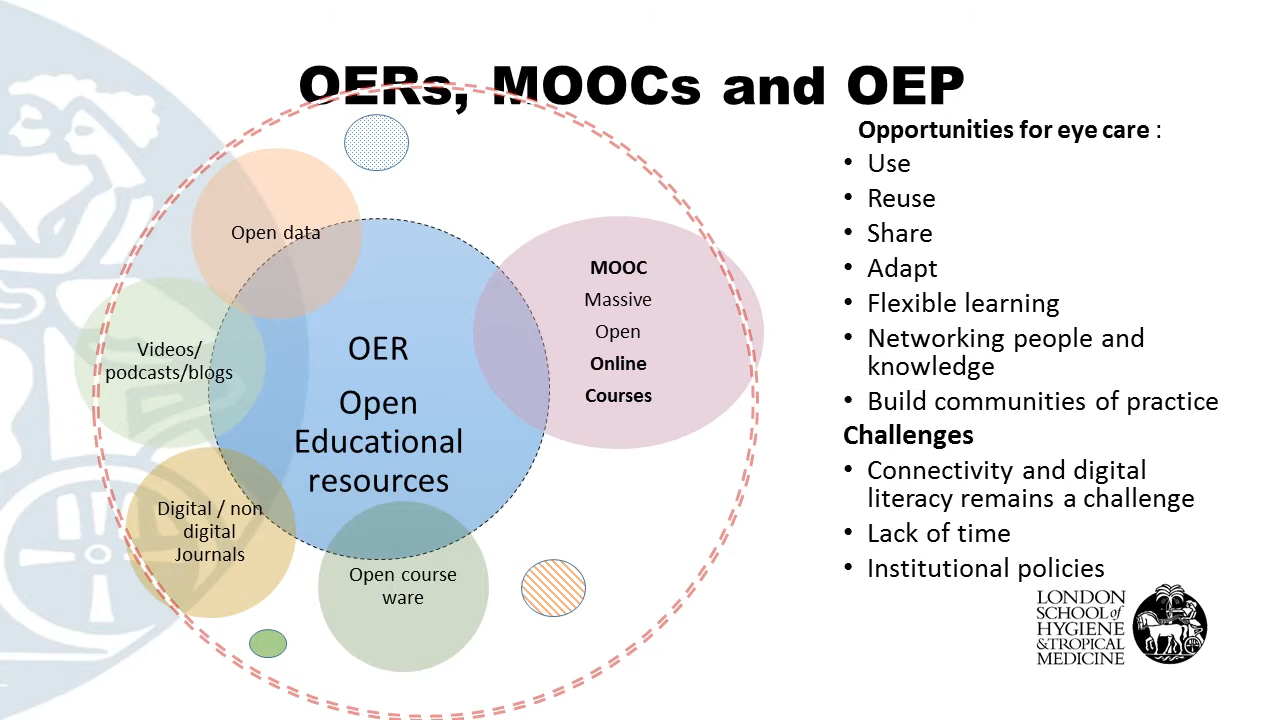 OERs, MOOCs and OEP
Open data
Videos/
podcasts/blogs
Digital / non
digital
Journals
OER
Open
Educational
resources
Open course
ware
MOOC
Massive
Open
Online
Courses
Opportunities for eye care :
• Use
• Reuse
• Share
• Adapt
• Flexible learning
• Networking people and
knowledge
• Build communities of practice
Challenges
• Connectivity and digital
literacy remains a challenge
• Lack of time
• Institutional policies
LONDON
SCHOOL of
HYGIENE
& TROPICAL
MEDICINE